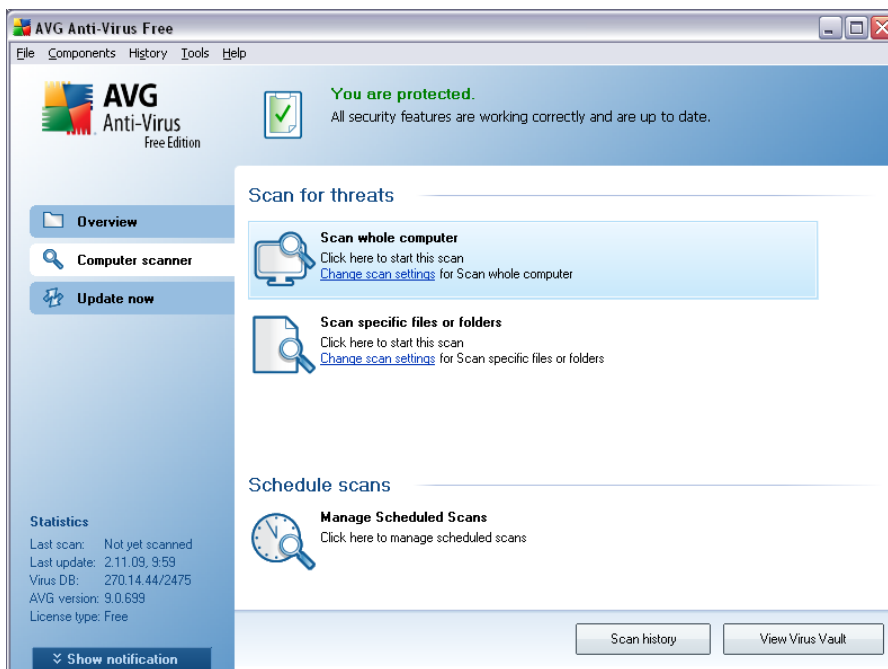 AVG Anti-Virus Free
File Components History Tools Help
AVG
Anti-Virus
Free Edition
You are protected.
All security features are working correctly and are up to date.
Overview
Computer scanner
Update now
Scan for threats
Scan whole computer
Click here to start this scan
Change scan settings for Scan whole computer
Scan specific files or folders
Click here to start this scan
Change scan settings for Scan specific files or folders
Schedule scans
Manage Scheduled Scans
Click here to manage scheduled scans
Statistics
Last scan: Not yet scanned
Last update: 2.11.09, 9:59
Virus DB: 270.14.44/2475
AVG version: 9.0.699
License type: Free
Show notification
Scan history View Virus Vault